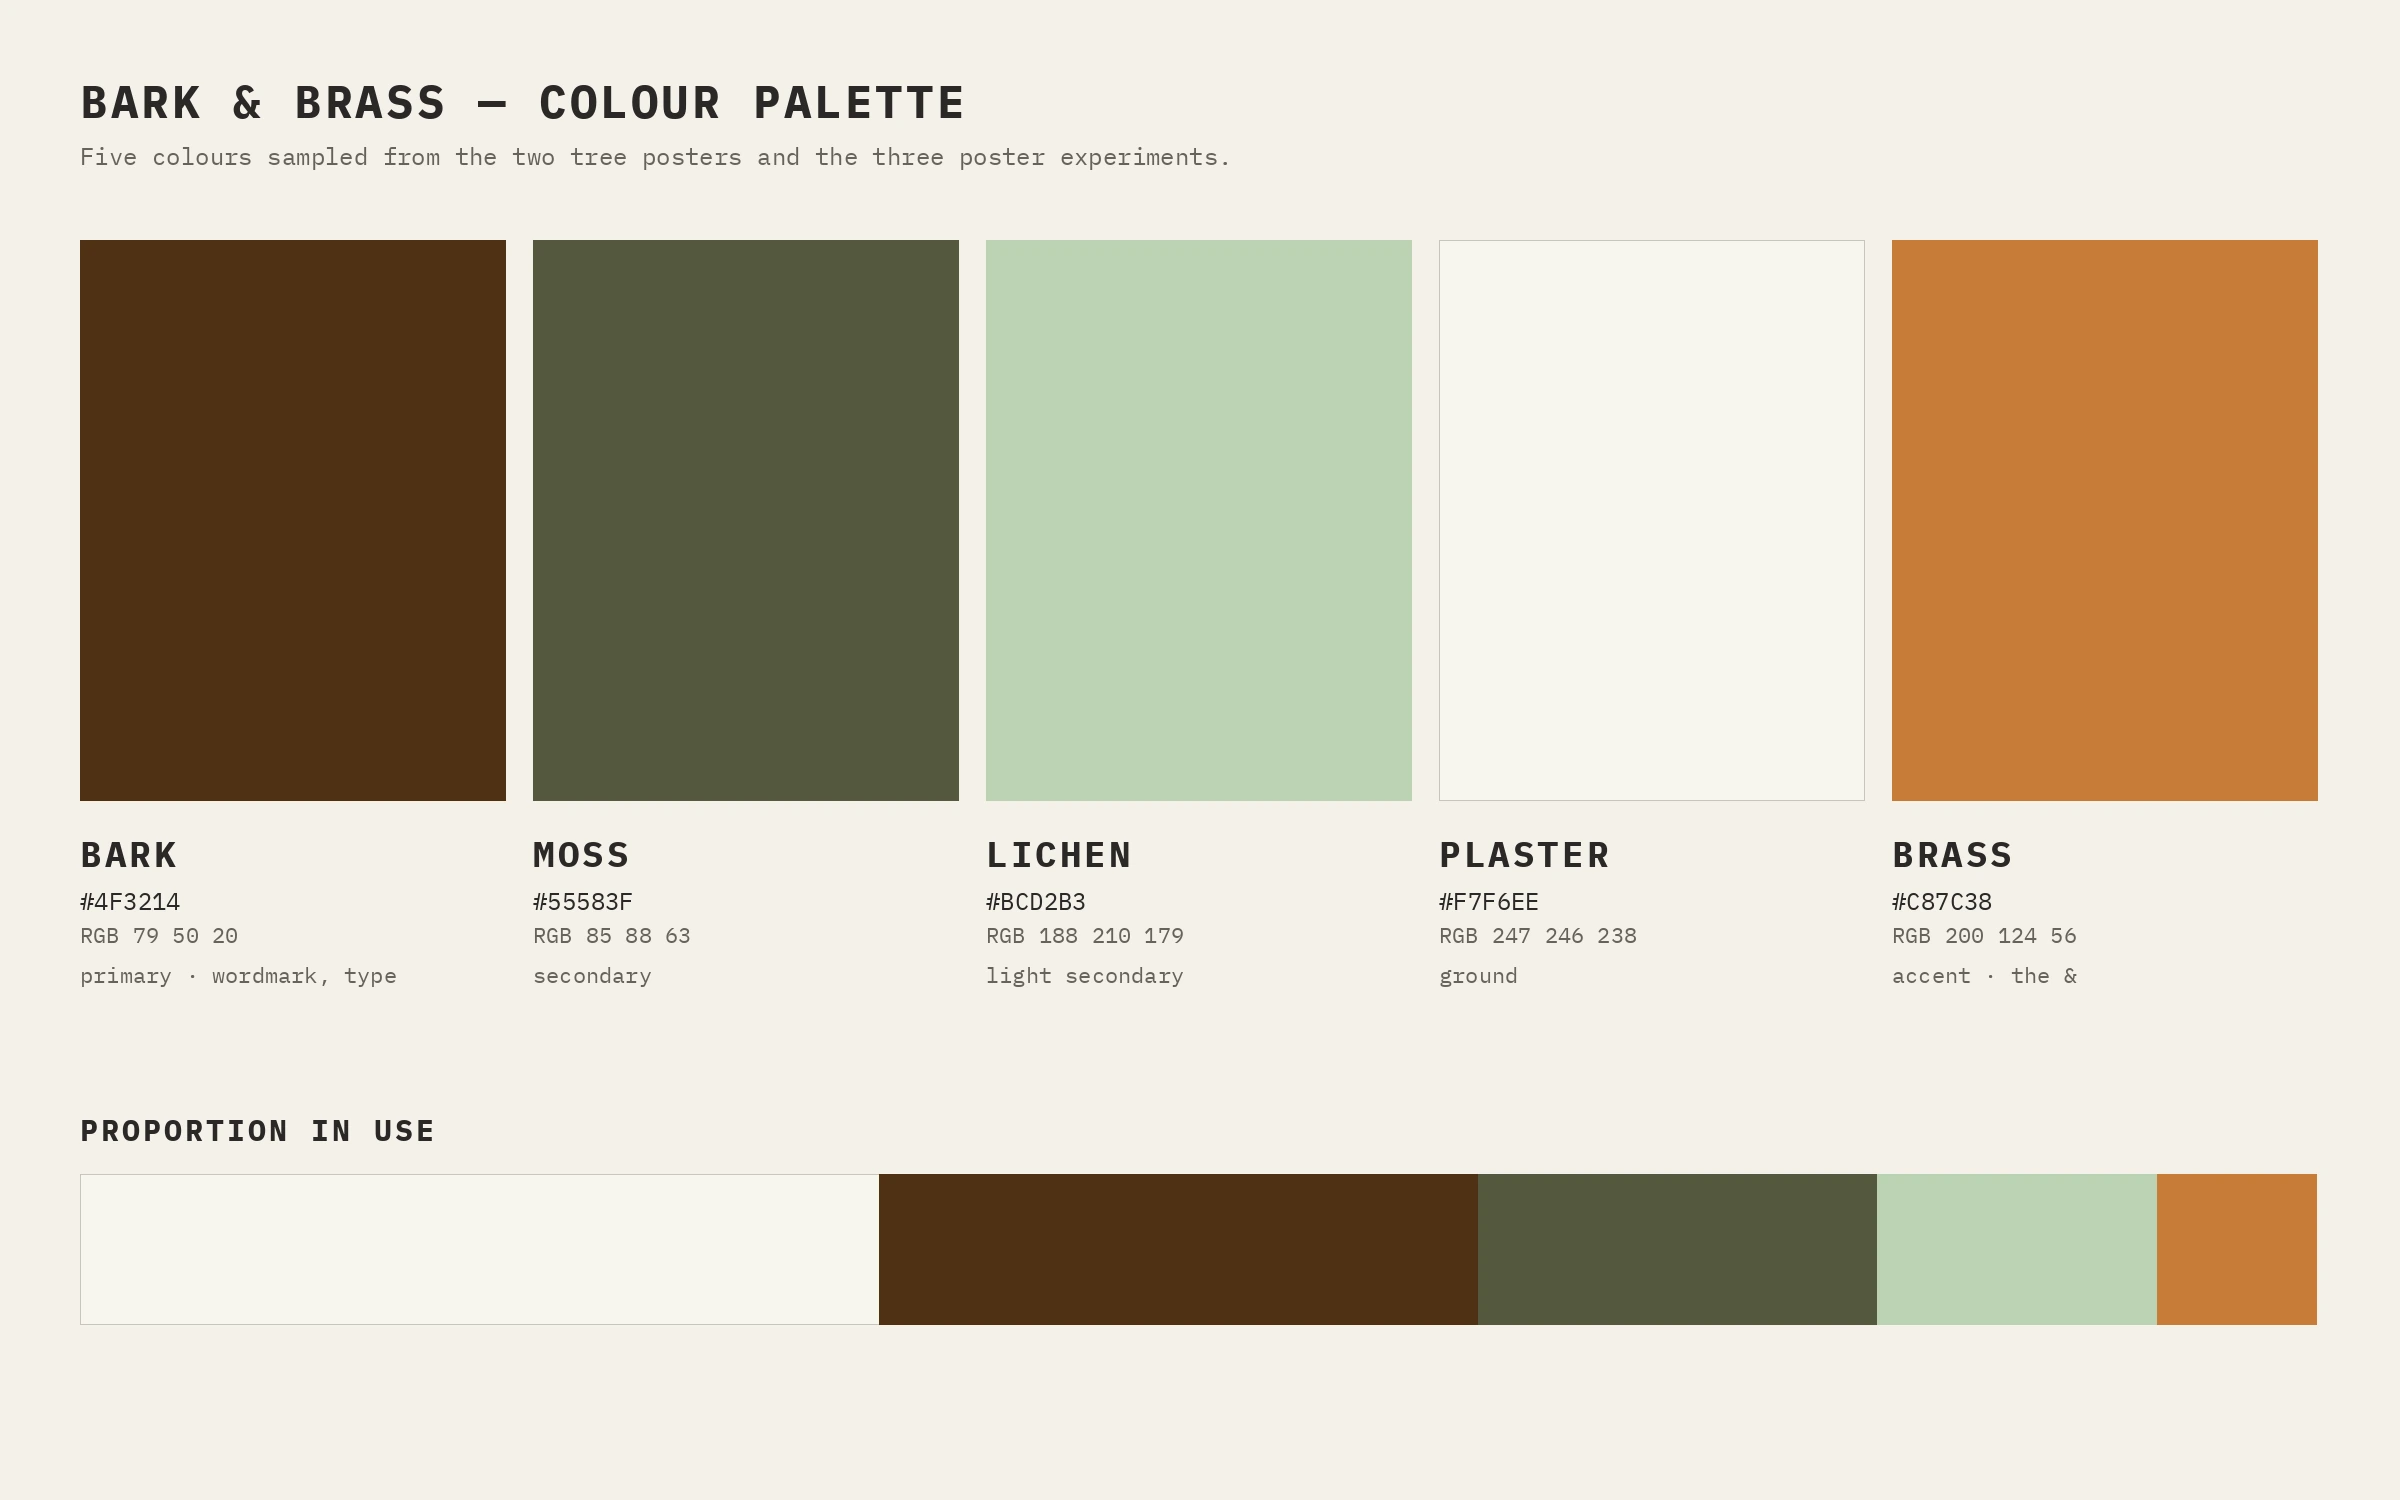 BARK & BRASS — COLOUR PALETTE
Five colours sampled from the two tree posters and the three poster experiments.
BARK
#4F3214
RGB 79 50 20
primary · wordmark, type
MOSS
#55583F
RGB 85 88 63
secondary
LICHEN
#BCD2B3
RGB 188 210 179
light secondary
PLASTER
#F7F6EE
RGB 247 246 238
ground
BRASS
#C87C38
RGB 200 124 56
accent · the &
PROPORTION IN USE